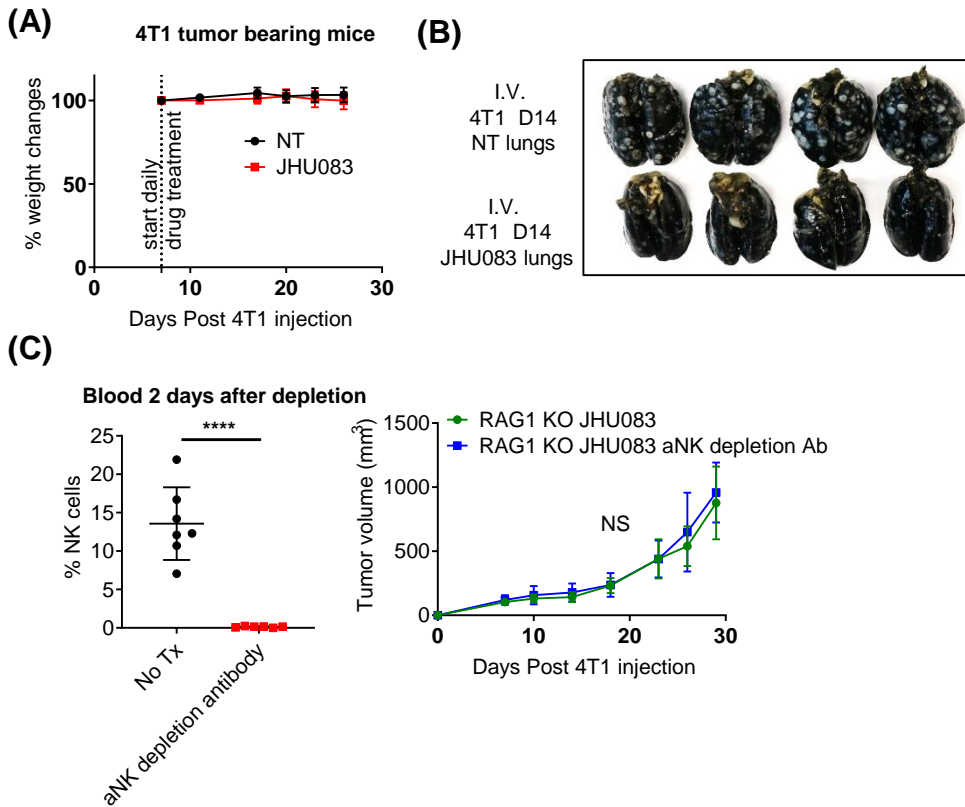 (A)
4T1 tumor bearing mice
% weight changes
100
50
0
start daily
drug treatment
NT
JHU083
0
10
20
30
Days Post 4T1 injection
(B)
I.V.
4T1 D14
NT lungs
I.V.
4T1 D14
JHU083 lungs
(C)
Blood 2 days after depletion
% NK cells
25
20
15
10
5
0
****
No Tx
aNK depletion antibody
Tumor volume (mm3)
1500
1000
500
0
RAG1 KO JHU083
RAG1 KO JHU083 aNK depletion Ab
NS
0
10
20
30
Days Post 4T1 injection